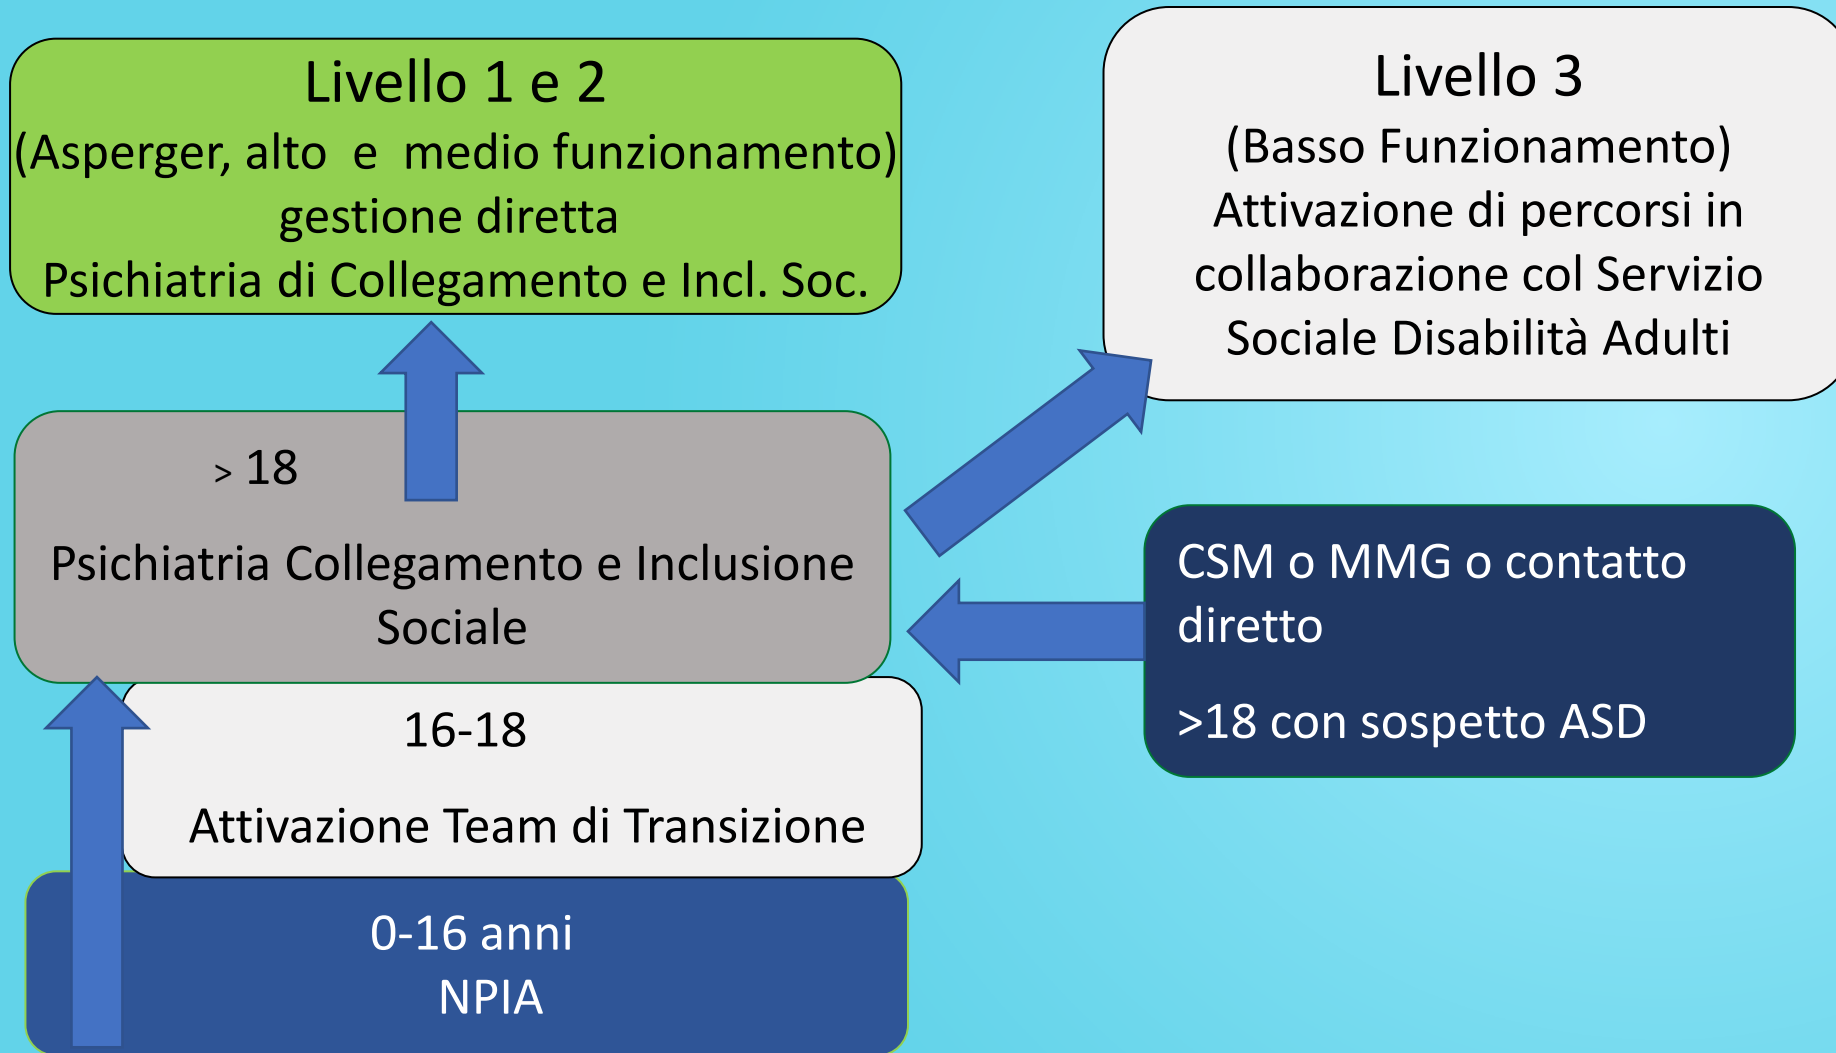 Livello 1 e 2
(Asperger, alto e medio funzionamento)
gestione diretta
Psichiatria di Collegamento e Incl. Soc.
Livello 3
(Basso Funzionamento)
Attivazione di percorsi in
collaborazione col Servizio
Sociale Disabilità Adulti
> 18
Psichiatria Collegamento e Inclusione
Sociale
CSM o MMG o contatto
diretto
>18 con sospetto ASD
16-18
Attivazione Team di Transizione
0-16 anni
NPIA